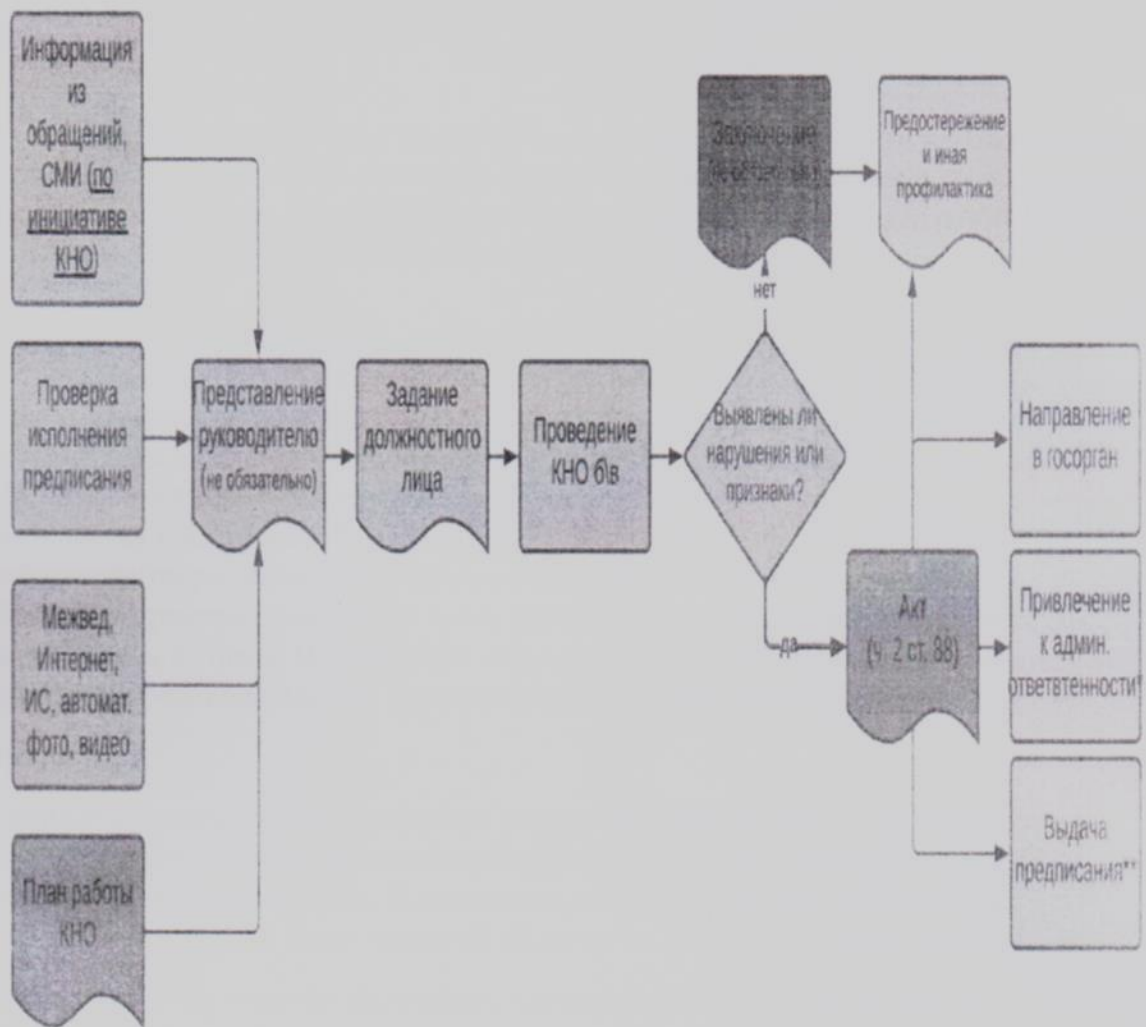 Информация
из
обращений,
СМИ (по
инициативе
КНО)
Проверка
исполнения
предписания
Межвед,
Интернет,
ИС, автомат.
фото, видео
План работы
КНО
Представление
руководителю
(не обязательно)
Задание
должностного
лица
Проведение
КНО б\в
Выявлены ли
нарушения или
признаки?
нет
да
Заключение
Предостережение
и иная
профилактика
Акт
(ч. 2 ст. 88)
Направление
в госорган
Привлечение
к админ.
ответвтенности*
Выдача
предписания**